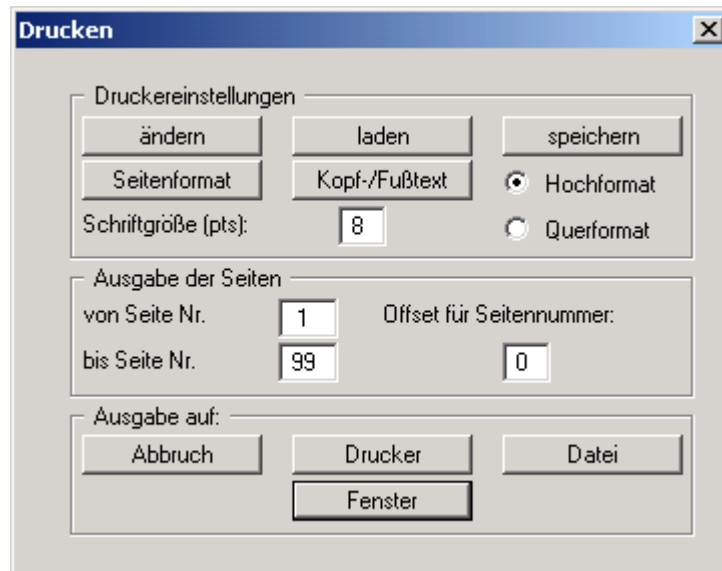 Drucken
Druckereinstellungen
ändern laden speichern
Seitenformat Kopf-/Fußtext Hochformat
Schriftgröße (pts): 8 Querformat
Ausgabe der Seiten
von Seite Nr. 1 Offset für Seitennummer:
bis Seite Nr. 99 0
Ausgabe auf:
Abbruch Drucker Datei
Fenster